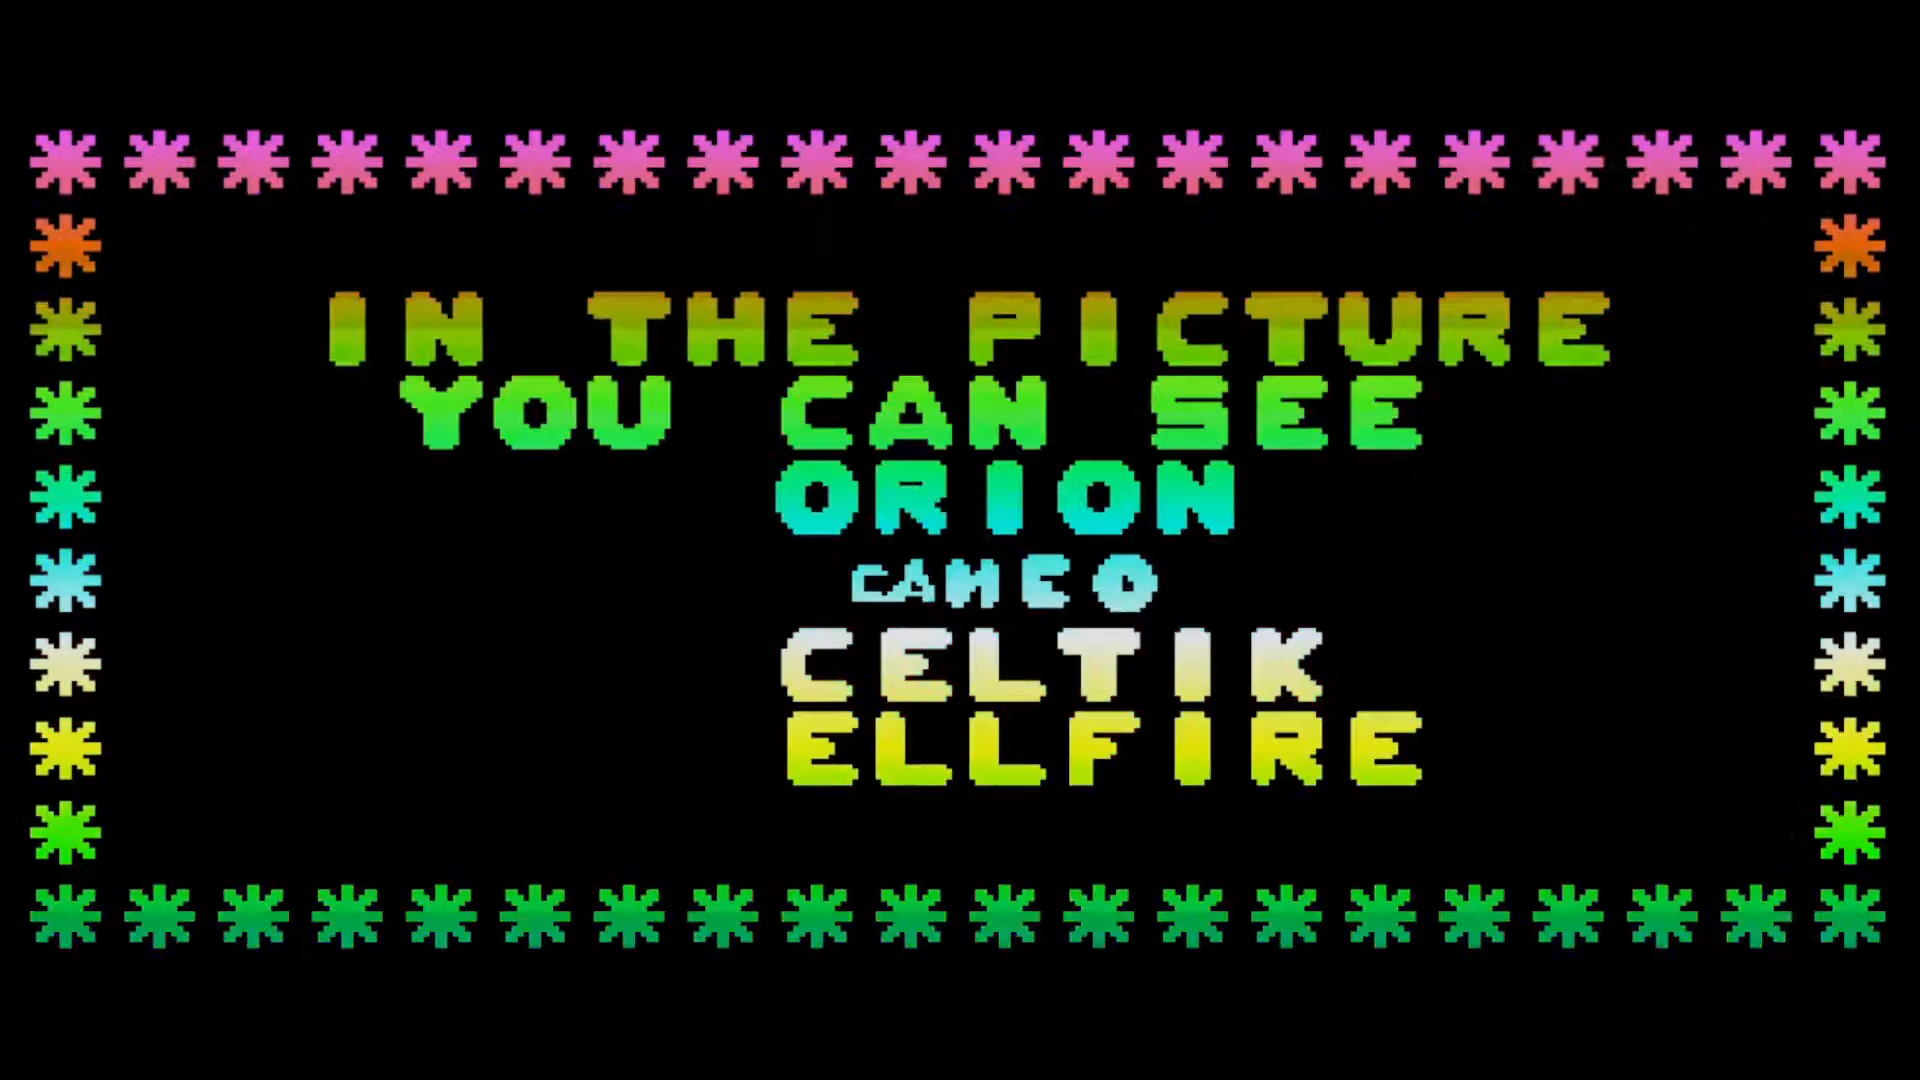 IN THE PICTURE
YOU CAN SEE
ORION
CAMEO
CELTIK
ELLFIRE